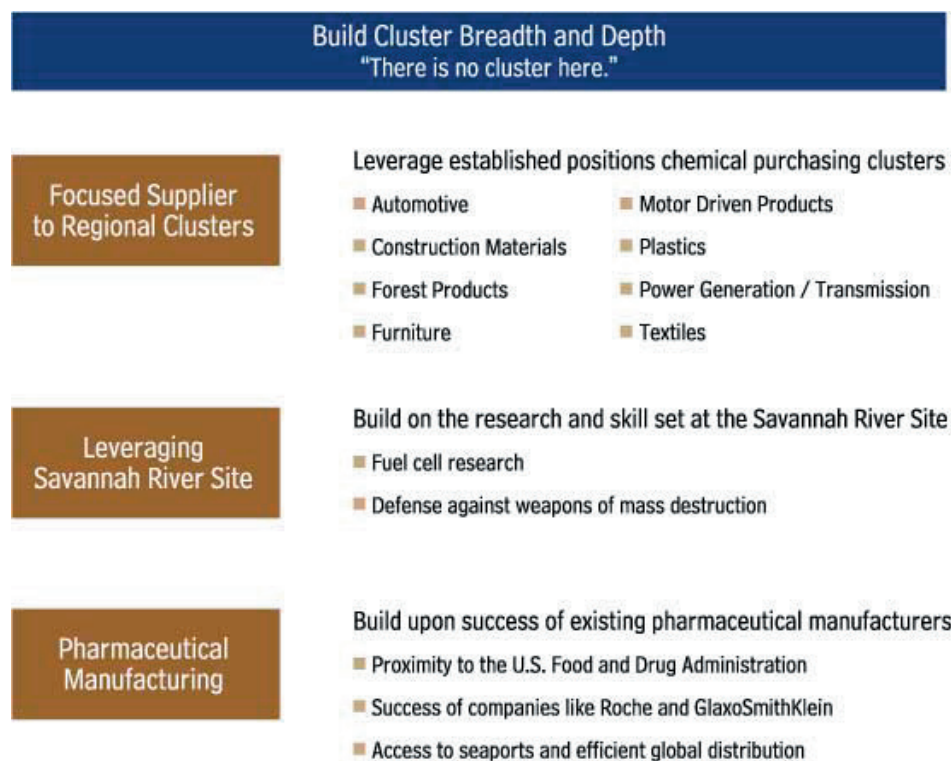 Build Cluster Breadth and Depth
“There is no cluster here.”
Focused Supplier
to Regional Clusters
Leverage established positions chemical purchasing clusters
Automotive
Construction Materials
Forest Products
Furniture
Motor Driven Products
Plastics
Power Generation / Transmission
Textiles
Leveraging
Savannah River Site
Build on the research and skill set at the Savannah River Site
Fuel cell research
Defense against weapons of mass destruction
Pharmaceutical
Manufacturing
Build upon success of existing pharmaceutical manufacturers
Proximity to the U.S. Food and Drug Administration
Success of companies like Roche and GlaxoSmithKlein
Access to seaports and efficient global distribution